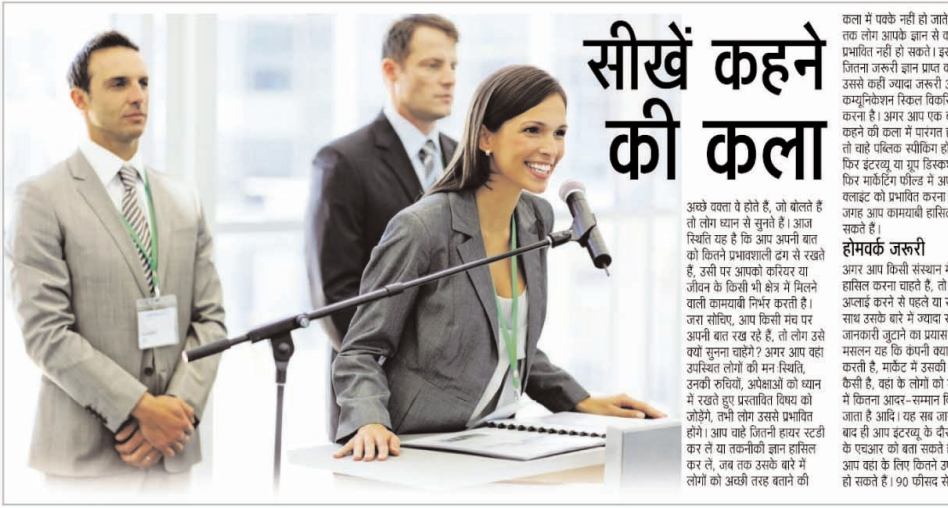 सीखें कहने
की कला
अच्छे वक्ता वे होते हैं, जो बोलते हैं
तो लोग ध्यान से सुनते हैं। आज
स्थिति यह है कि आप अपनी बात
को कितने प्रभावशाली ढंग से रखते
हैं, उसी पर आपको करियर या
जीवन के किसी भी क्षेत्र में मिलने
वाली कामयाबी निर्भर करती है।
जरा सोचिए, आप किसी मंच पर
अपनी बात रख रहे हैं, तो लोग उसे
क्यों सुनना चाहेंगे? अगर आप वहां
उपस्थित लोगों की मन:स्थिति,
उनकी रुचियों, अपेक्षाओं को ध्यान
में रखते हुए प्रस्तावित विषय को
जोड़ेंगे, तभी लोग उससे प्रभावित
होंगे। आप चाहे जितनी हायर स्टडी
कर लें या तकनीकी ज्ञान हासिल
कर लें, जब तक उसके बारे में
लोगों को अच्छी तरह बताने की
कला में पक्के नहीं हो जाते
तक लोग आपके ज्ञान से
प्रभावित नहीं हो सकते।
जितना जरूरी ज्ञान प्राप्त
उससे कहीं ज्यादा जरूरी
कम्यूनिकेशन स्किल
करना है। अगर आप एक
कहने की कला में पारंगत
तो चाहे पब्लिक स्पीकिंग
फिर इंटरव्यू या ग्रुप
फिर मार्केटिंग फील्ड में
क्लाइंट को प्रभावित करना
जगह आप कामयाबी
सकते हैं।
होमवर्क जरूरी
अगर आप किसी संस्थान
हासिल करना चाहते हैं, तो
अप्लाई करने से पहले या
साथ उसके बारे में ज्यादा
जानकारी जुटाने का प्रयास
मसलन यह कि कंपनी क्या
करती है, मार्केट में उसकी
कैसी है, वहां के लोगों को
में कितना आदर-सम्मान
जाता है आदि। यह सब
बाद ही आप इंटरव्यू के
के एचआर को बता सकते
आप वहां के लिए कितने
हो सकते हैं। 90 फीसद